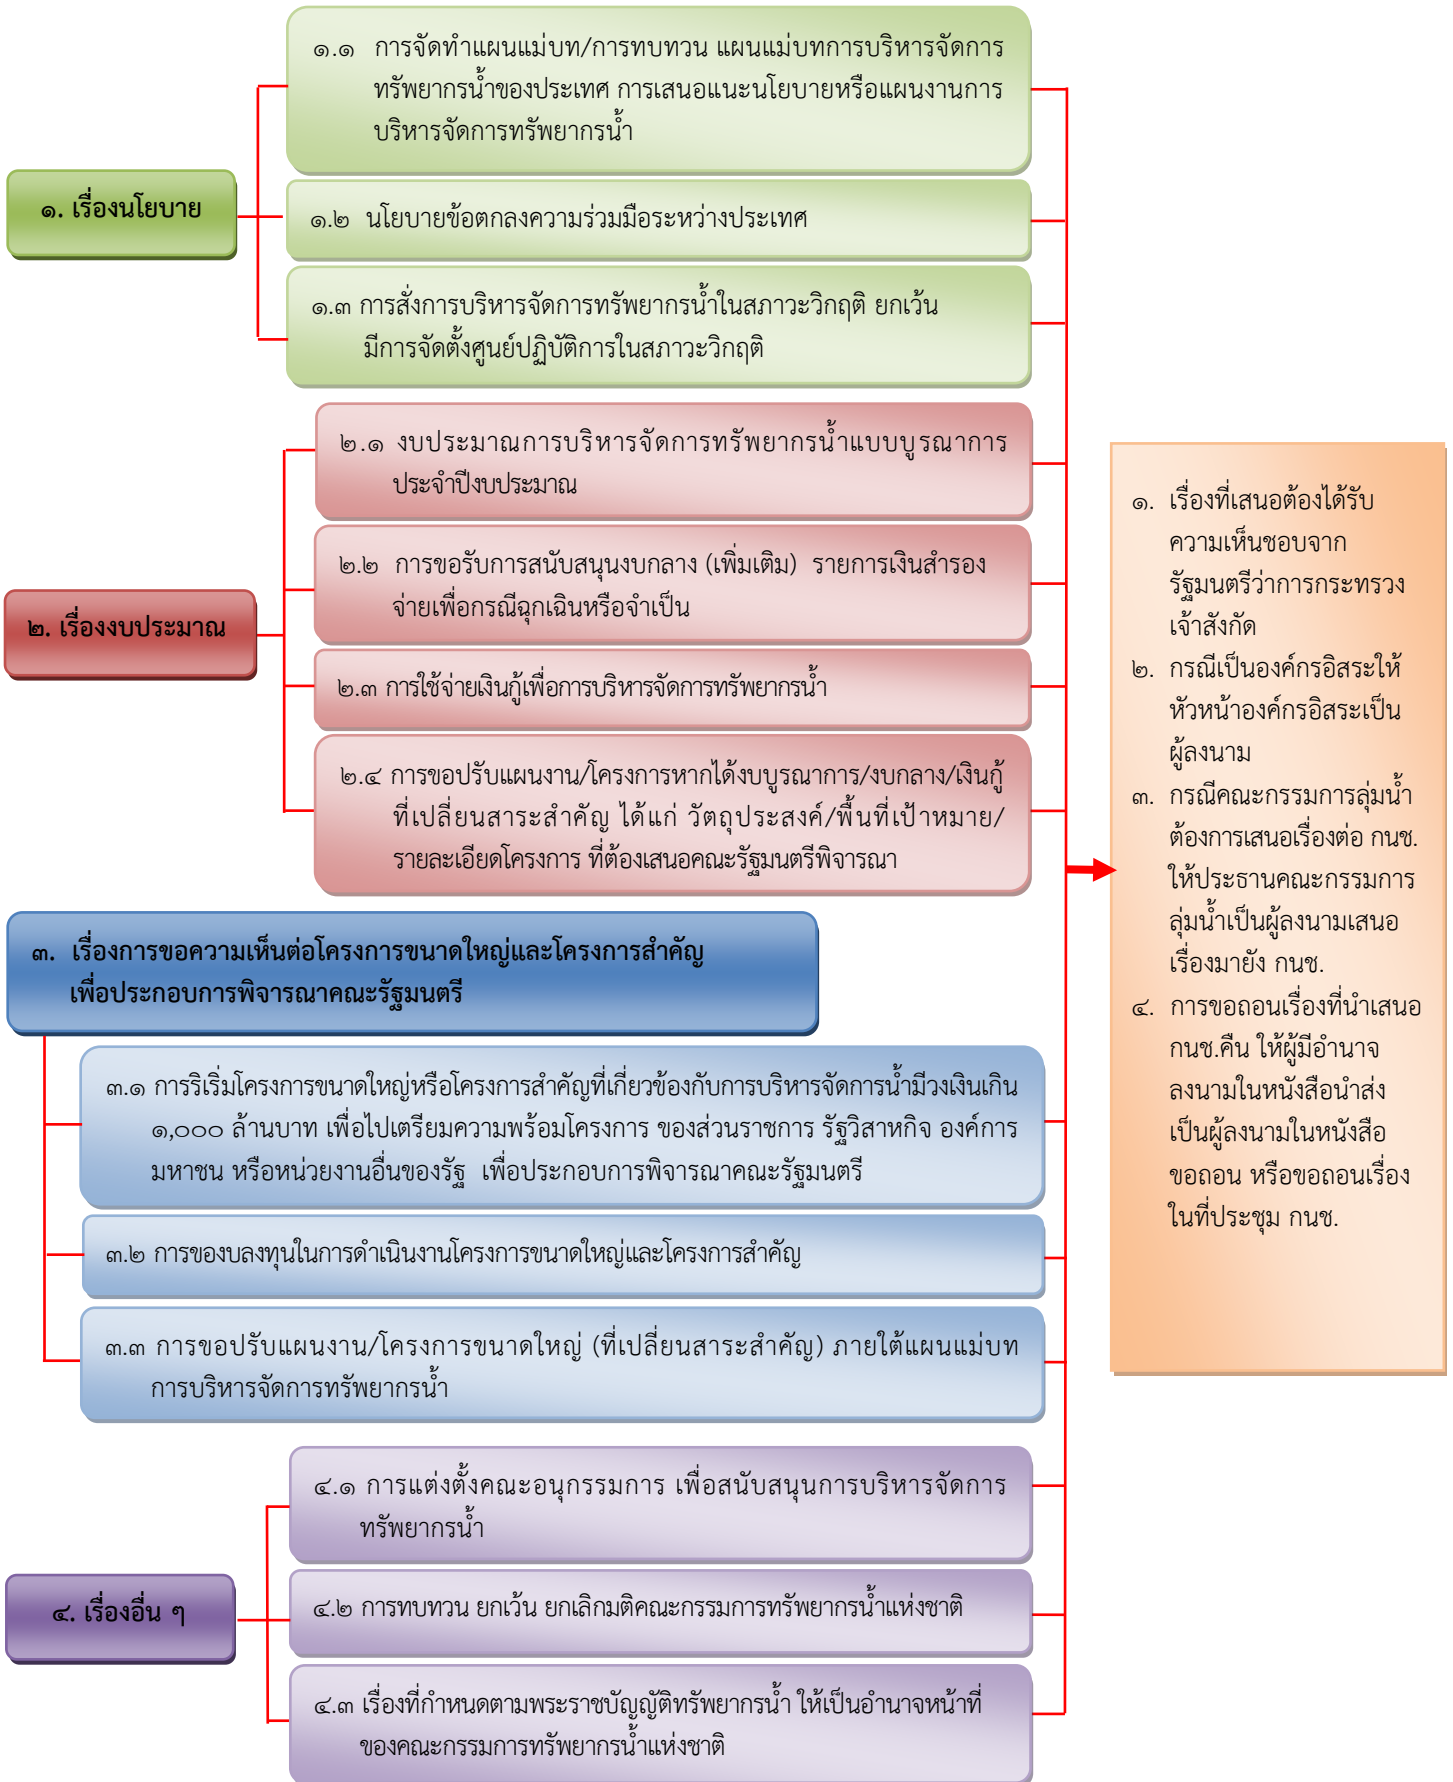 ๑.๑ การจัดทำแผนแม่บท/การทบทวน แผนแม่บทการบริหารจัดการ
ทรัพยากรน้ำของประเทศ การเสนอแนะนโยบายหรือแผนงานการ
บริหารจัดการทรัพยากรน้ำ
๑. เรื่องนโยบาย
๑.๒ นโยบายข้อตกลงความร่วมมือระหว่างประเทศ
๑.๓ การสั่งการบริหารจัดการทรัพยากรน้ำในสภาวะวิกฤติ ยกเว้น
มีการจัดตั้งศูนย์ปฏิบัติการในสภาวะวิกฤติ
๒.๑ งบประมาณการบริหารจัดการทรัพยากรน้ำแบบบูรณาการ
ประจำปีงบประมาณ
๒.๒ การขอรับการสนับสนุนงบกลาง (เพิ่มเติม) รายการเงินสำรอง
จ่ายเพื่อกรณีฉุกเฉินหรือจำเป็น
๒. เรื่องงบประมาณ
๒.๓ การใช้จ่ายเงินกู้เพื่อการบริหารจัดการทรัพยากรน้ำ
๒.๔ การขอปรับแผนงาน/โครงการหากได้งบบูรณาการ/งบกลาง/เงินกู้
ที่เปลี่ยนสาระสำคัญ ได้แก่ วัตถุประสงค์/พื้นที่เป้าหมาย/
รายละเอียดโครงการ ที่ต้องเสนอคณะรัฐมนตรีพิจารณา
๓. เรื่องการขอความเห็นต่อโครงการขนาดใหญ่และโครงการสำคัญ
เพื่อประกอบการพิจารณาคณะรัฐมนตรี
๓.๑ การริเริ่มโครงการขนาดใหญ่หรือโครงการสำคัญที่เกี่ยวข้องกับการบริหารจัดการน้ำมีวงเงินเกิน
๑,๐๐๐ ล้านบาท เพื่อไปเตรียมความพร้อมโครงการ ของส่วนราชการ รัฐวิสาหกิจ องค์การ
มหาชน หรือหน่วยงานอื่นของรัฐ เพื่อประกอบการพิจารณาคณะรัฐมนตรี
๓.๒ การของบลงทุนในการดำเนินงานโครงการขนาดใหญ่และโครงการสำคัญ
๓.๓ การขอปรับแผนงาน/โครงการขนาดใหญ่ (ที่เปลี่ยนสาระสำคัญ) ภายใต้แผนแม่บท
การบริหารจัดการทรัพยากรน้ำ
๔.๑ การแต่งตั้งคณะอนุกรรมการ เพื่อสนับสนุนการบริหารจัดการ
ทรัพยากรน้ำ
๔. เรื่องอื่น ๆ
๔.๒ การทบทวน ยกเว้น ยกเลิกมติคณะกรรมการทรัพยากรน้ำแห่งชาติ
๔.๓ เรื่องที่กำหนดตามพระราชบัญญัติทรัพยากรน้ำ ให้เป็นอำนาจหน้าที่
ของคณะกรรมการทรัพยากรน้ำแห่งชาติ
๑. เรื่องที่เสนอต้องได้รับ
ความเห็นชอบจาก
รัฐมนตรีว่าการกระทรวง
เจ้าสังกัด
๒. กรณีเป็นองค์กรอิสระให้
หัวหน้าองค์กรอิสระเป็น
ผู้ลงนาม
๓. กรณีคณะกรรมการลุ่มน้ำ
ต้องการเสนอเรื่องต่อ กนช.
ให้ประธานคณะกรรมการ
ลุ่มน้ำเป็นผู้ลงนามเสนอ
เรื่องมายัง กนช.
๔. การขอถอนเรื่องที่นำเสนอ
กนช.คืน ให้ผู้มีอำนาจ
ลงนามในหนังสือนำส่ง
เป็นผู้ลงนามในหนังสือ
ขอถอน หรือขอถอนเรื่อง
ในที่ประชุม กนช.